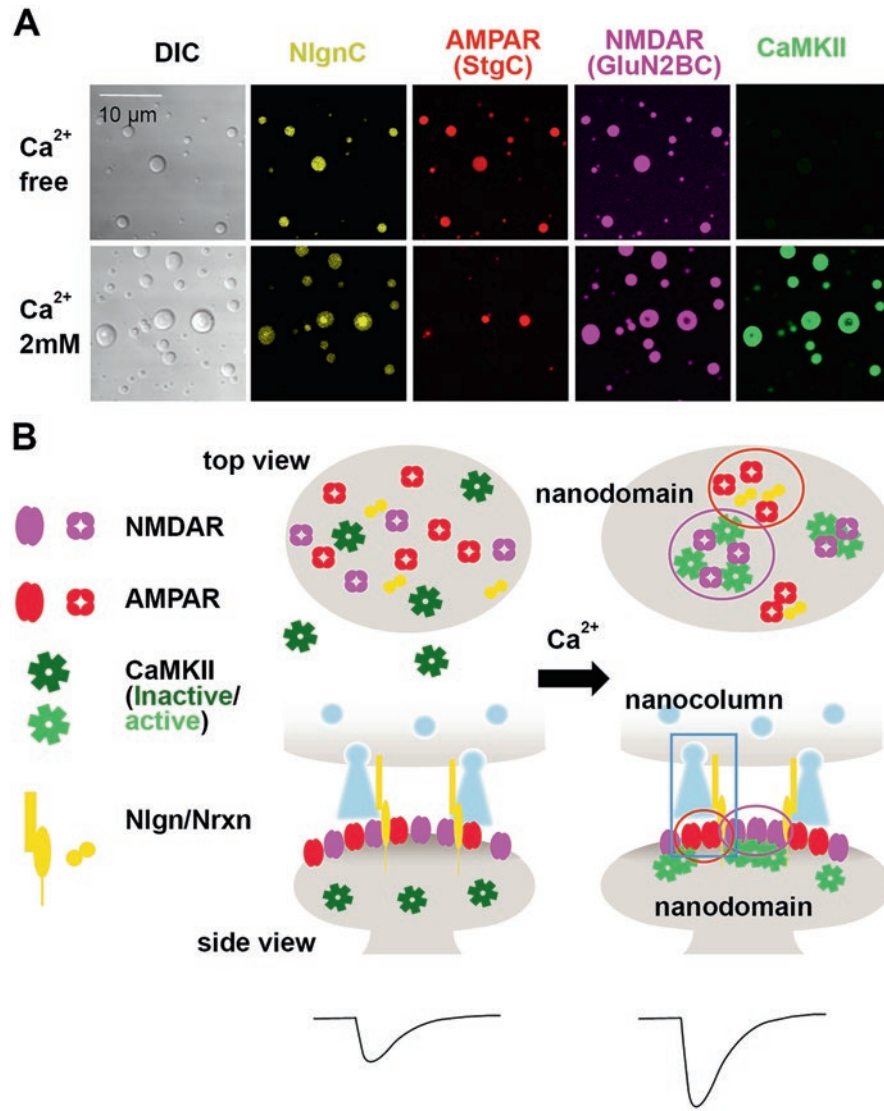 A
DIC
NlgnC
AMPAR
(StgC)
NMDAR
(GluN2BC)
CaMKII
10 µm
Ca2+
free
Ca2+
2mM
B
top view
nanodomain
NMDAR
AMPAR
CaMKII
(Inactive/
active)
Ca2+
nanocolumn
Nlgn/Nrxn
nanodomain
side view